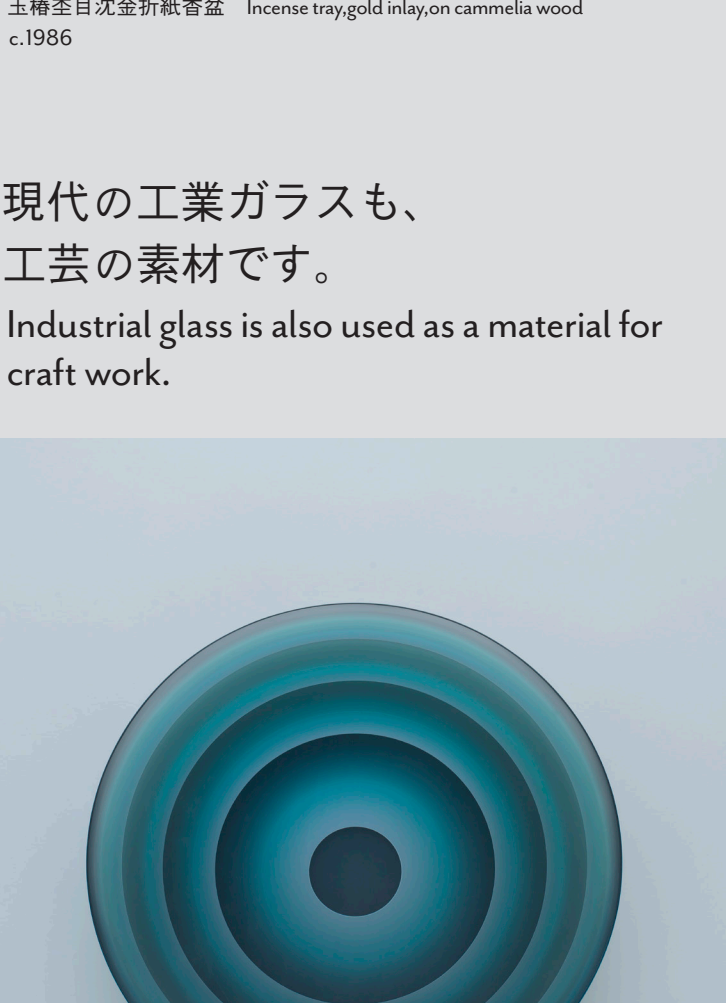 玉椿杢目沈金折紙香盆 Incense tray,gold inlay,on cammelia wood
c.1986
現代の工業ガラスも、
工芸の素材です。
Industrial glass is also used as a material for
craft work.